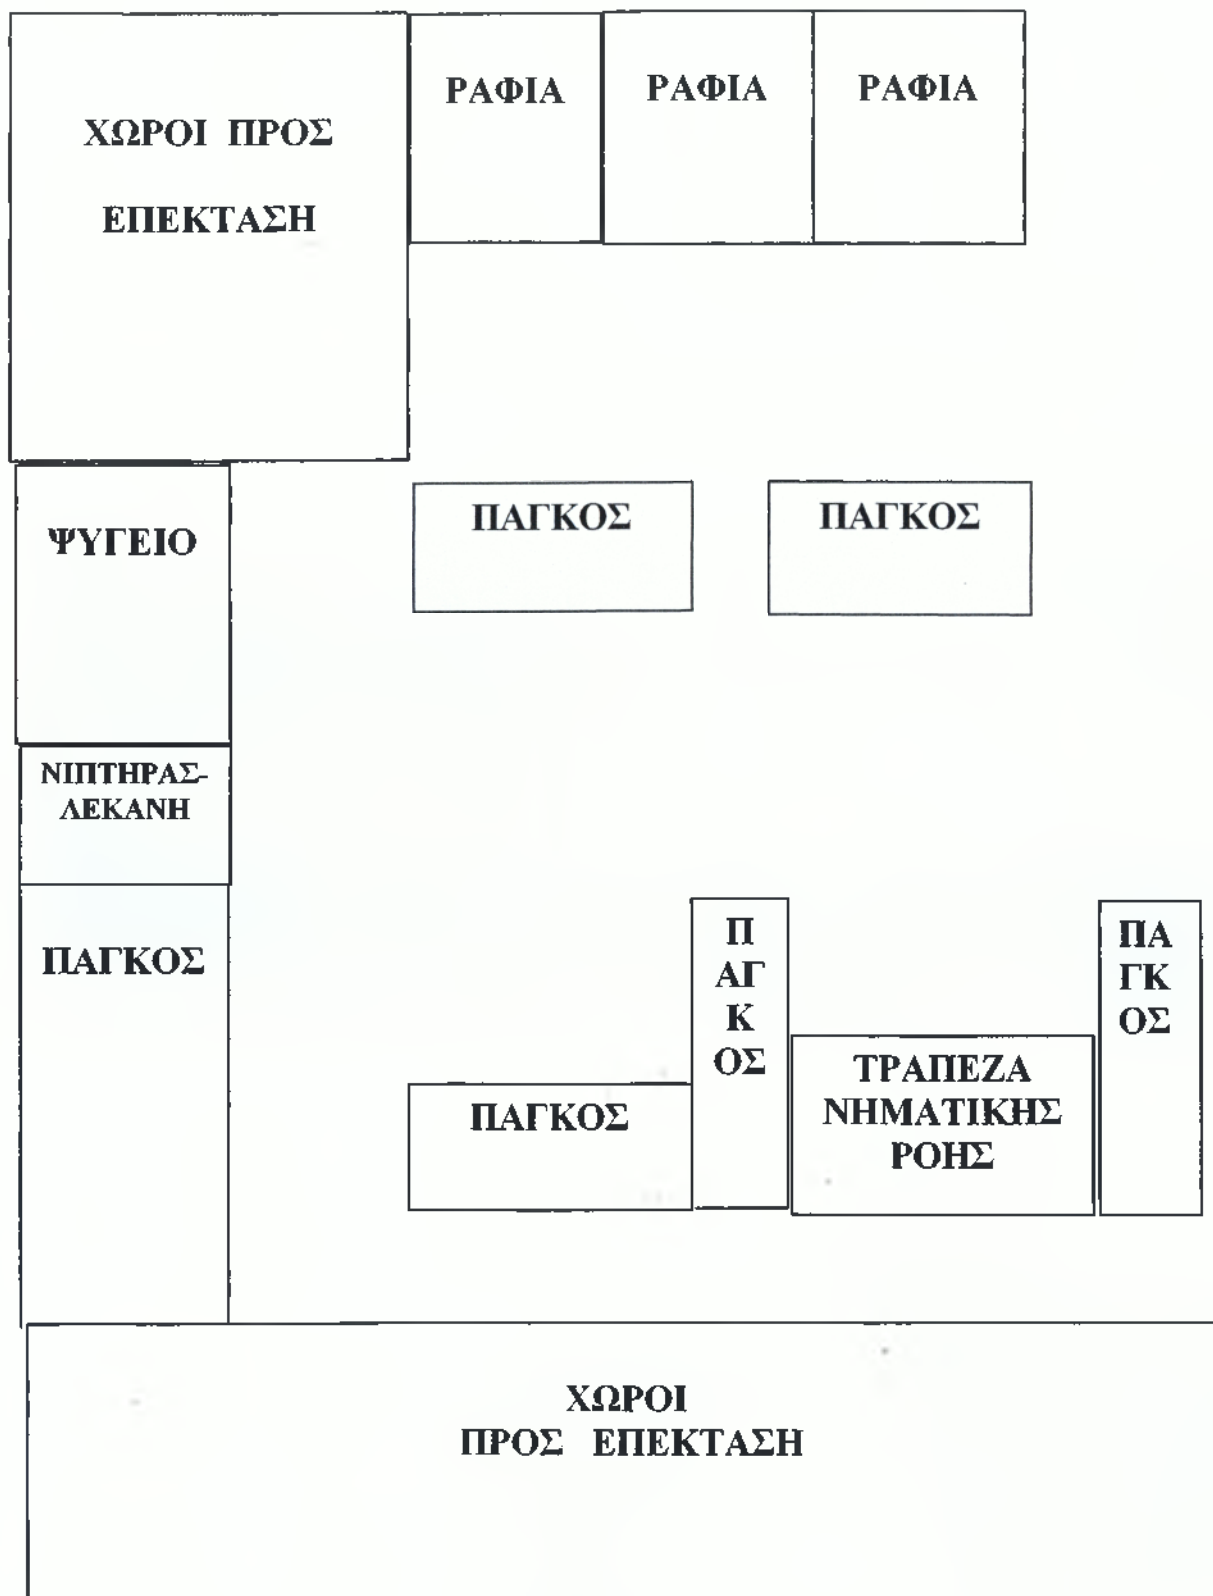 ΧΩΡΟΙ ΠΡΟΣ
ΕΠΕΚΤΑΣΗ
ΡΑΦΙΑ
ΡΑΦΙΑ
ΡΑΦΙΑ
ΨΥΓΕΙΟ
ΠΑΓΚΟΣ
ΠΑΓΚΟΣ
ΝΙΠΤΗΡΑΣ-
ΛΕΚΑΝΗ
ΠΑΓΚΟΣ
ΠΑΓΚΟΣ
Π
ΑΓ
Κ
ΟΣ
ΤΡΑΠΕΖΑ
ΝΗΜΑΤΙΚΗΣ
ΡΟΗΣ
ΠΑ
ΓΚ
ΟΣ
ΧΩΡΟΙ
ΠΡΟΣ ΕΠΕΚΤΑΣΗ